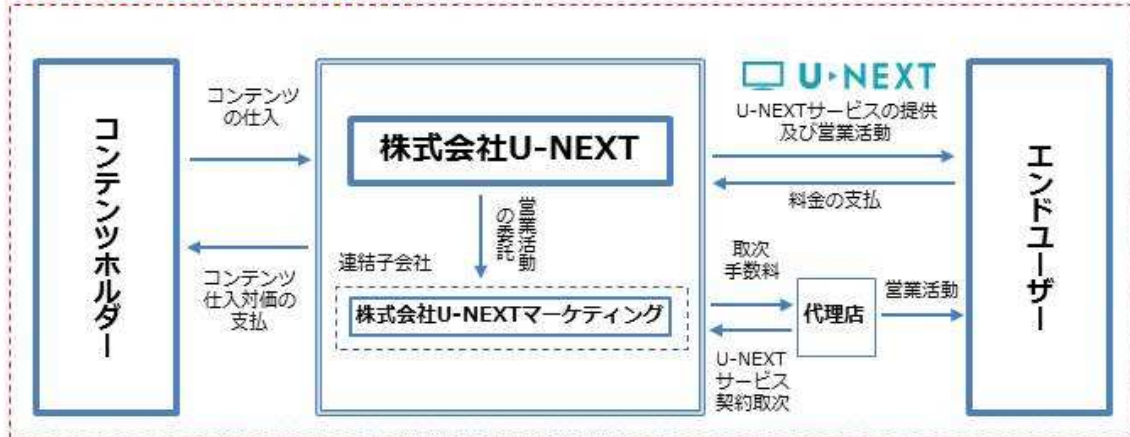 コンテンツホルダー
コンテンツ
の仕入
コンテンツ
仕入対価の
支払
株式会社U-NEXT
営業活動
の委託
連結子会社
株式会社U-NEXTマーケティング
U-NEXT
U-NEXTサービスの提供
及び営業活動
料金の支払
取次
手数料
代理店
営業活動
U-NEXT
サービス
契約取次
エンドユーザー